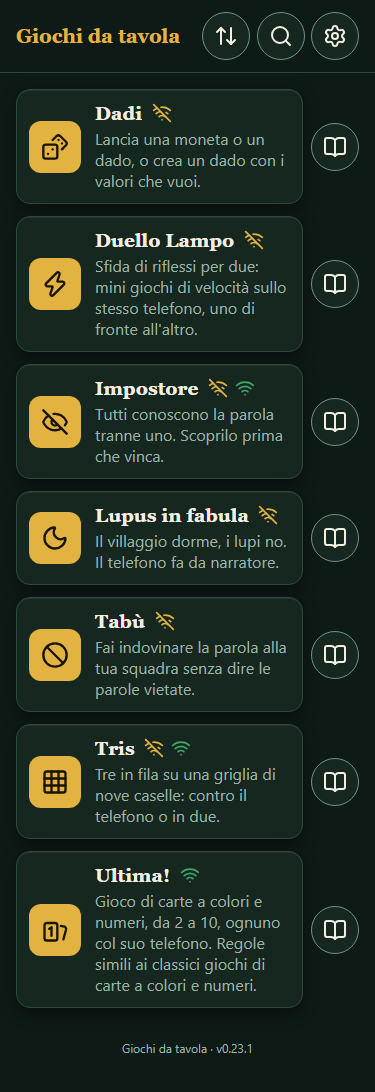 Giochi da tavola
Dadi
Lancia una moneta o un
dado, o crea un dado con i
valori che vuoi.
Duello Lampo
Sfida di riflessi per due:
mini giochi di velocità sullo
stesso telefono, uno di
fronte all'altro.
Impostore
Tutti conoscono la parola
tranne uno. Scoprilo prima
che vinca.
Lupus in fabula
Il villaggio dorme, i lupi no.
Il telefono fa da narratore.
Tabù
Fai indovinare la parola alla
tua squadra senza dire le
parole vietate.
Tris
Tre in fila su una griglia di
nove caselle: contro il
telefono o in due.
Ultima!
Gioco di carte a colori e
numeri, da 2 a 10, ognuno
col suo telefono. Regole
simili ai classici giochi di
carte a colori e numeri.
Giochi da tavola · v0.23.1